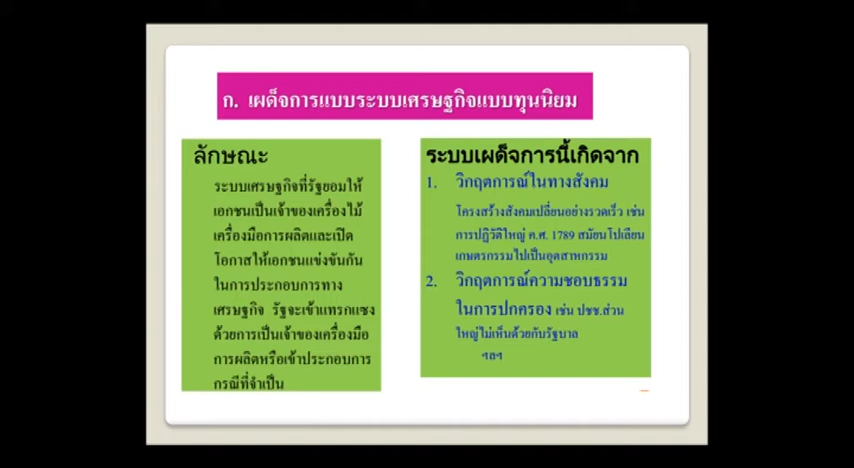 ก. เผด็จการแบบระบบเศรษฐกิจแบบทุนนิยม
ลักษณะ
ระบบเศรษฐกิจที่รัฐยอมให้
เอกชนเป็นเจ้าของเครื่องไม้
เครื่องมือการผลิตและเปิด
โอกาสให้เอกชนแข่งขันกัน
ในการประกอบการทาง
เศรษฐกิจ รัฐจะเข้าแทรกแซง
ด้วยการเป็นเจ้าของเครื่องมือ
การผลิตหรือเข้าประกอบการ
กรณีที่จำเป็น
ระบบเผด็จการนี้เกิดจาก
1. วิกฤตการณ์ในทางสังคม
โครงสร้างสังคมเปลี่ยนอย่างรวดเร็ว เช่น
การปฏิวัติใหญ่ ค.ศ. 1789 สมัยนโปเลียน
เกษตรกรรมไปเป็นอุตสาหกรรม
2. วิกฤตการณ์ความชอบธรรม
ในการปกครอง เช่น ปชช.ส่วน
ใหญ่ไม่เห็นด้วยกับรัฐบาล
ฯลฯ